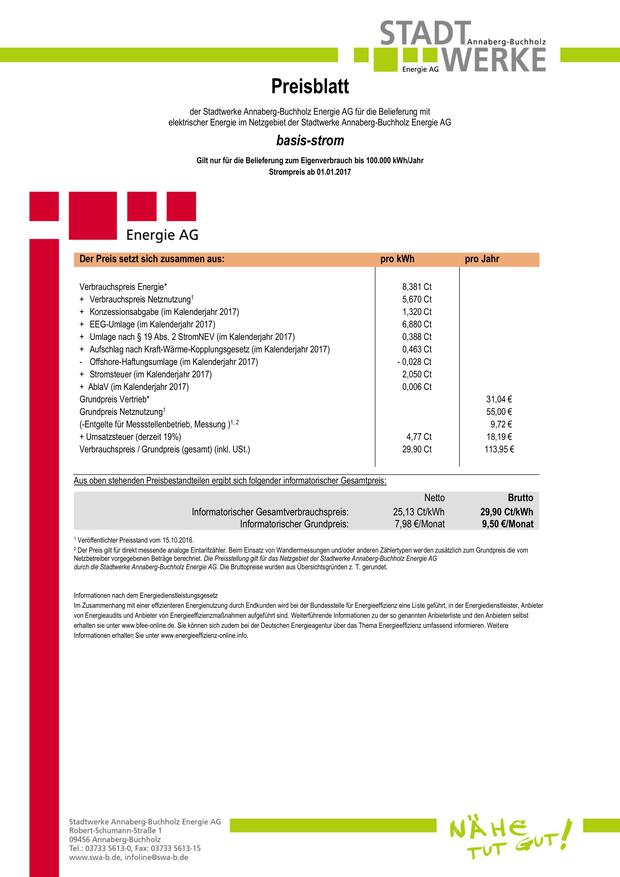 STADT
Annaberg-Buchholz
Energie AG WERKE
Preisblatt
der Stadtwerke Annaberg-Buchholz Energie AG für die Belieferung mit
elektrischer Energie im Netzgebiet der Stadtwerke Annaberg-Buchholz Energie AG
basis-strom
Gilt nur für die Belieferung zum Eigenverbrauch bis 100.000 kWh/Jahr
Strompreis ab 01.01.2017
Energie AG
Der Preis setzt sich zusammen aus: pro kWh pro Jahr
Verbrauchspreis Energie* 8,381 Ct
+ Verbrauchspreis Netznutzung¹ 5,670 Ct
+ Konzessionsabgabe (im Kalenderjahr 2017) 1,320 Ct
+ EEG-Umlage (im Kalenderjahr 2017) 6,880 Ct
+ Umlage nach § 19 Abs. 2 StromNEV (im Kalenderjahr 2017) 0,388 Ct
+ Aufschlag nach Kraft-Wärme-Kopplungsgesetz (im Kalenderjahr 2017) 0,463 Ct
- Offshore-Haftungsumlage (im Kalenderjahr 2017) - 0,028 Ct
+ Stromsteuer (im Kalenderjahr 2017) 2,050 Ct
+ AblaV (im Kalenderjahr 2017) 0,006 Ct
Grundpreis Vertrieb* 31,04 €
Grundpreis Netznutzung¹ 55,00 €
(-Entgelte für Messstellenbetrieb, Messung )¹, ² 9,72 €
+ Umsatzsteuer (derzeit 19%) 4,77 Ct 18,19 €
Verbrauchspreis / Grundpreis (gesamt) (inkl. USt.) 29,90 Ct 113,95 €
Aus oben stehenden Preisbestandteilen ergibt sich folgender informatorischer Gesamtpreis:
Netto Brutto
Informatorischer Gesamtverbrauchspreis: 25,13 Ct/kWh 29,90 Ct/kWh
Informatorischer Grundpreis: 7,98 €/Monat 9,50 €/Monat
¹ Veröffentlichter Preisstand vom 15.10.2016.
² Der Preis gilt für direkt messende analoge Eintarifzähler. Beim Einsatz von Wandlermessungen und/oder anderen Zählertypen werden zusätzlich zum Grundpreis die vom
Netzbetreiber vorgegebenen Beträge berechnet. Die Preisstellung gilt für das Netzgebiet der Stadtwerke Annaberg-Buchholz Energie AG
durch die Stadtwerke Annaberg-Buchholz Energie AG. Die Bruttopreise wurden aus Übersichtsgründen z. T. gerundet.
Informationen nach dem Energiedienstleistungsgesetz
Im Zusammenhang mit einer effizienteren Energienutzung durch Endkunden wird bei der Bundesstelle für Energieeffizienz eine Liste geführt, in der Energiedienstleister, Anbieter
von Energieaudits und Anbieter von Energieeffizienzmaßnahmen aufgeführt sind. Weiterführende Informationen zu der so genannten Anbieterliste und den Anbietern selbst
erhalten sie unter www.bfee-online.de. Sie können sich zudem bei der Deutschen Energieagentur über das Thema Energieeffizienz umfassend informieren. Weitere
Informationen erhalten Sie unter www.energieeffizienz-online.info.
Stadtwerke Annaberg-Buchholz Energie AG
Robert-Schumann-Straße 1
09456 Annaberg-Buchholz
Tel.: 03733 5613-0, Fax: 03733 5613-15
www.swa-b.de, infoline@swa-b.de
NÄHE
TUT GUT!